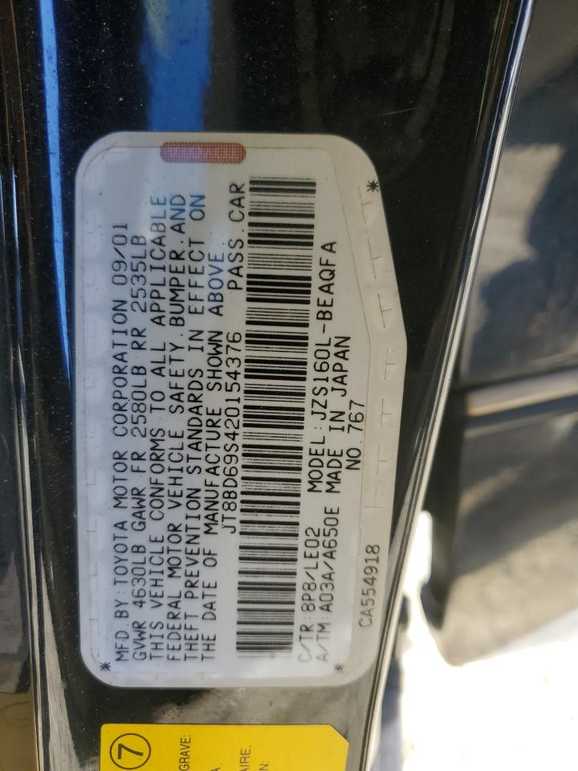 MFD.BY:TOYOTA MOTOR CORPORATION 09/01
GVWR 4630LB GAWR FR 2580LB RR 2535LB
THIS VEHICLE CONFORMS TO ALL APPLICABLE
FEDERAL MOTOR VEHICLE SAFETY,BUMPER,AND
THEFT PREVENTION STANDARDS IN EFFECT ON
THE DATE OF MANUFACTURE SHOWN ABOVE.
JT8BD69S420154376 PASS.CAR
C/TR:8P8/LE02 MODEL:JZS160L-BEAQFA
A/TM A03A/A650E MADE IN JAPAN
NO.767
CA554918
7
GRAVE:
A
AIRE.